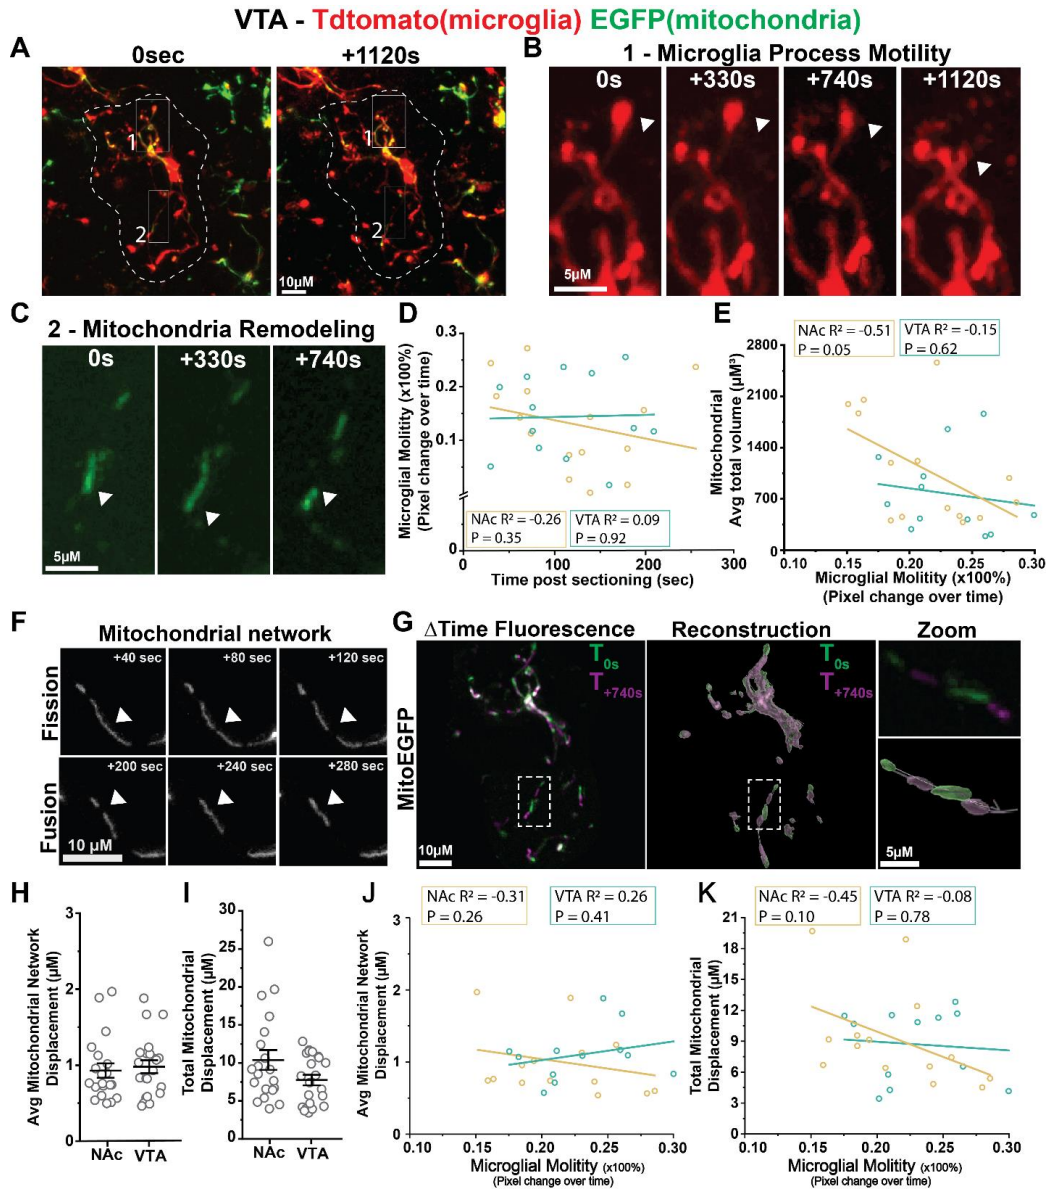 VTA - Tdtomato(microglia) EGFP(mitochondria)
A
0sec
+1120s
1
2
1
2
10µM
B
1 - Microglia Process Motility
0s
+330s
+740s
+1120s
5µM
C
2 - Mitochondria Remodeling
0s
+330s
+740s
5µM
D
Microglial Molitity (x100%)
(Pixel change over time)
0.3
0.2
0.1
0
NAc R² = -0.26
P = 0.35
VTA R² = 0.09
P = 0.92
0
100
200
300
Time post sectioning (sec)
E
NAc R² = -0.51
P = 0.05
VTA R² = -0.15
P = 0.62
Mitochondrial
Avg total volume (µM³)
2800
2100
1400
700
0
0.10
0.15
0.20
0.25
0.30
Microglial Molitity (x100%)
(Pixel change over time)
F
Mitochondrial network
Fission
+40 sec
+80 sec
+120 sec
Fusion
+200 sec
+240 sec
+280 sec
10 µM
G
ΔTime Fluorescence
Reconstruction
Zoom
MitoEGFP
T0s
T+740s
T0s
T+740s
10µM
5µM
H
Avg Mitochondrial Network
Displacement (µM)
3
2
1
0
NAc
VTA
I
Total Mitochondrial
Displacement (µM)
30
25
20
15
10
5
0
NAc
VTA
J
NAc R² = -0.31
P = 0.26
VTA R² = 0.26
P = 0.41
Avg Mitochondrial Network
Displacement (µM)
3
2
1
0
0.10
0.15
0.20
0.25
0.30
Microglial Molitity (x100%)
(Pixel change over time)
K
NAc R² = -0.45
P = 0.10
VTA R² = -0.08
P = 0.78
Total Mitochondrial
Displacement (µM)
21
18
15
12
9
6
3
0
0.10
0.15
0.20
0.25
0.30
Microglial Molitity (x100%)
(Pixel change over time)